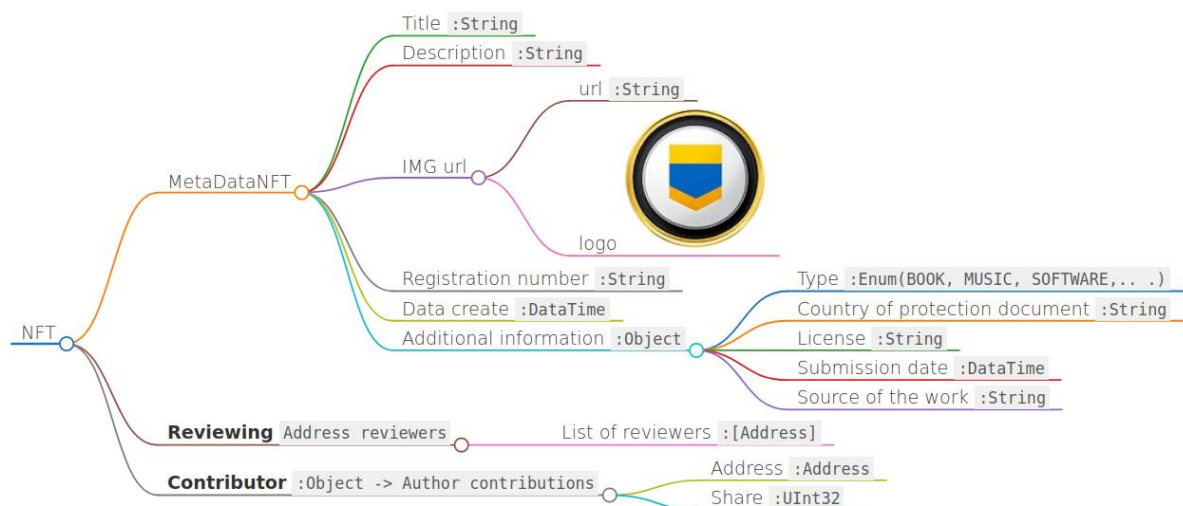 Title :String
Description :String
url :String
IMG url
MetaDataNFT
logo
Registration number :String
Type :Enum(BOOK, MUSIC, SOFTWARE,.. .)
Data create :DataTime
Country of protection document :String
NFT
Additional information :Object
License :String
Submission date :DataTime
Source of the work :String
Reviewing Address reviewers
List of reviewers :[Address]
Contributor :Object -> Author contributions
Address :Address
Share :UInt32